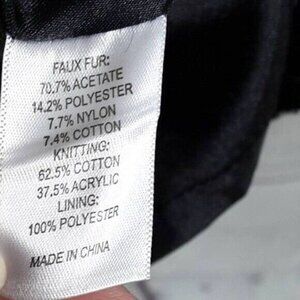 FAUX FUR:
70.7% ACETATE
14.2% POLYESTER
7.7% NYLON
7.4% COTTON
KNITTING:
62.5% COTTON
37.5% ACRYLIC
LINING:
100% POLYESTER
MADE IN CHINA